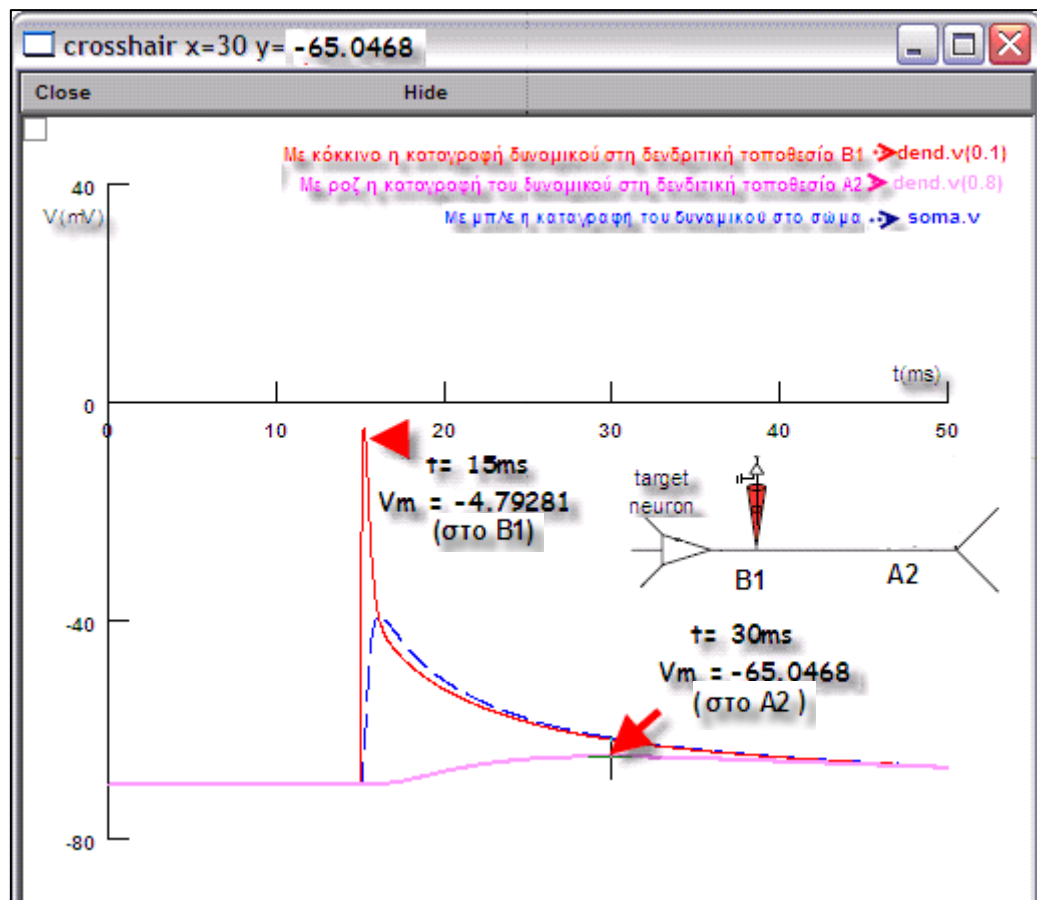 crosshair x=30 y= -65.0468
Close Hide
Με κόκκινο η καταγραφή δυναμικού στη δενδριτική τοποθεσία B1 dend.v(0.1)
Με ροζ η καταγραφή του δυναμικού στη δενδιτική τοποθεσία A2 dend.v(0.8)
Με μπλε η καταγραφή του δυναμικού στο σώμα soma.v
40
V(mV)
t(ms)
0
0 10 20 30 40 50
t= 15ms
Vm = -4.79281
(στο B1)
target
neuron
B1 A2
-40
t= 30ms
Vm = -65.0468
(στο A2 )
-80